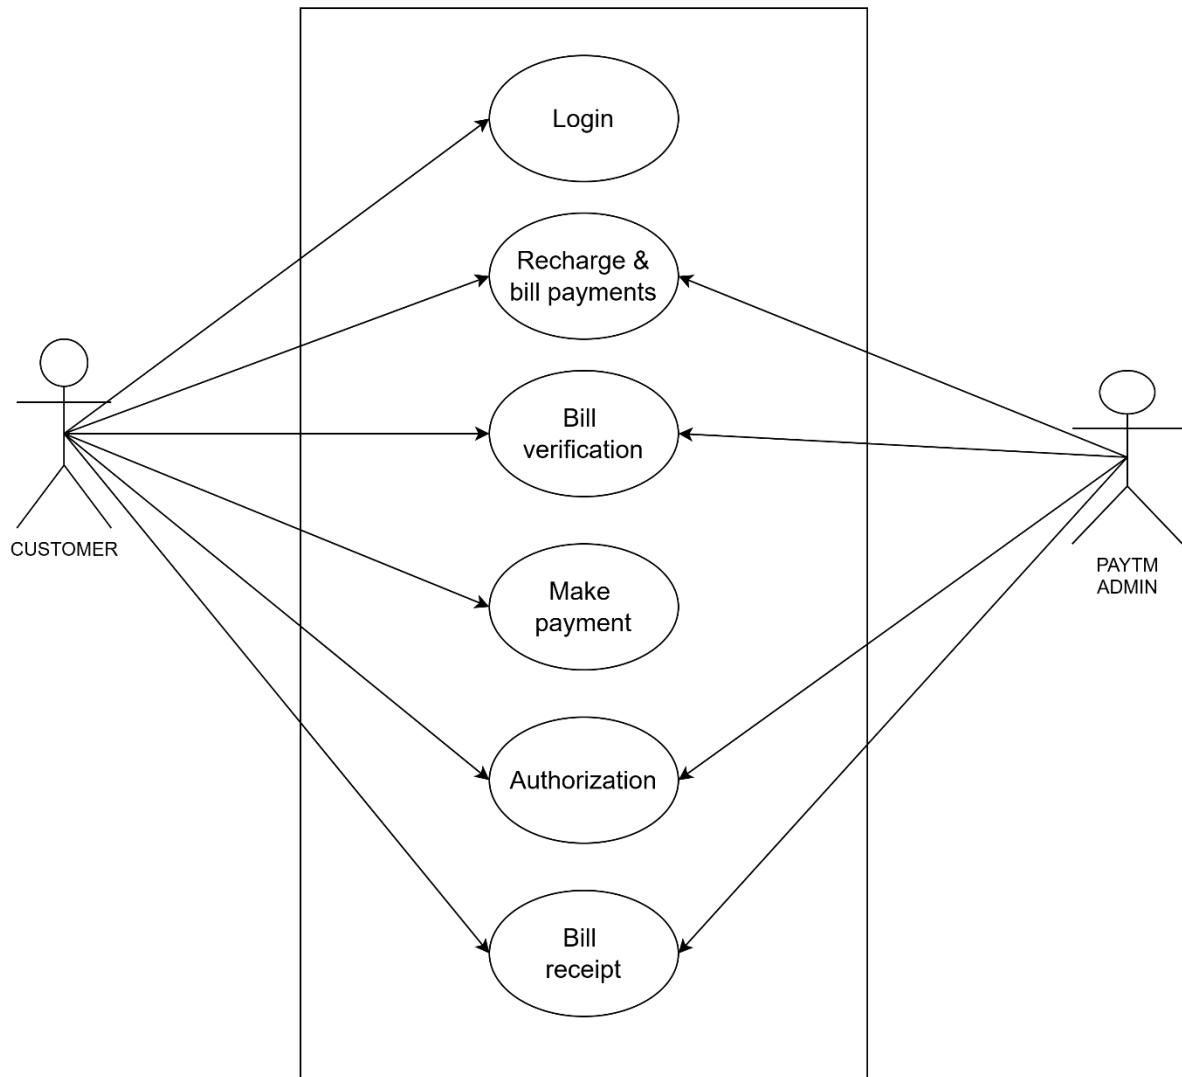 Login
Recharge &
bill payments
Bill
verification
CUSTOMER
PAYTM
ADMIN
Make
payment
Authorization
Bill
receipt